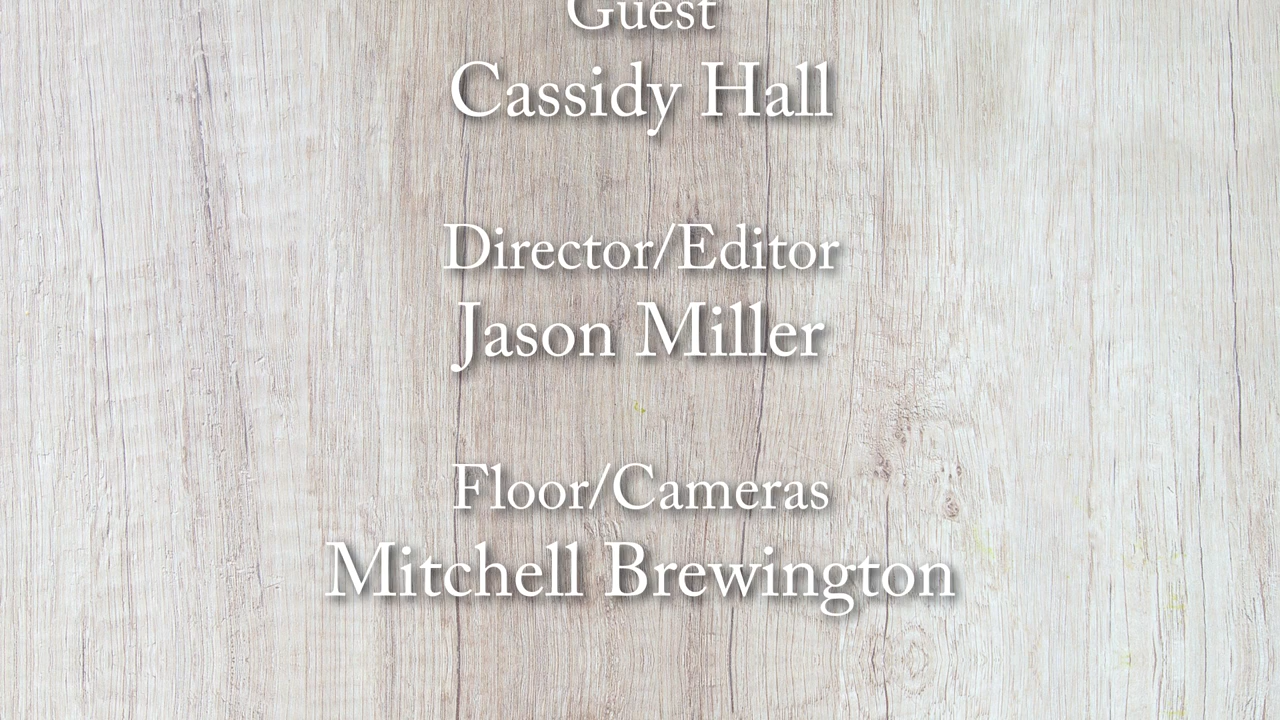 Guest
Cassidy Hall
Director/Editor
Jason Miller
Floor/Cameras
Mitchell Brewington